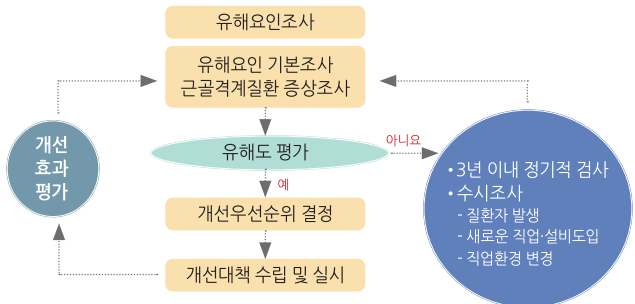 유해요인조사
유해요인 기본조사
근골격계질환 증상조사
유해도 평가
아니요
예
개선우선순위 결정
개선대책 수립 및 실시
개선
효과
평가
• 3년 이내 정기적 검사
• 수시조사
- 질환자 발생
- 새로운 직업·설비도입
- 직업환경 변경